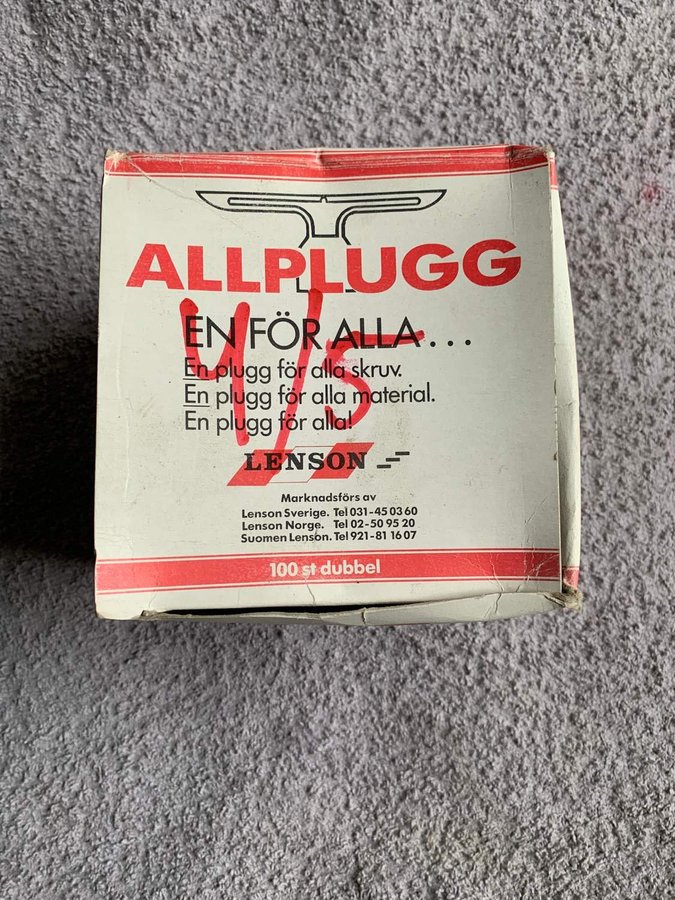 ALLPLUGG
EN FÖR ALLA...
En plugg för alla skruv.
En plugg för alla material.
En plugg för alla!
4/5
LENSON
Marknadsförs av
Lenson Sverige. Tel 031-45 03 60
Lenson Norge. Tel 02-50 95 20
Suomen Lenson. Tel 921-81 16 07
100 st dubbel